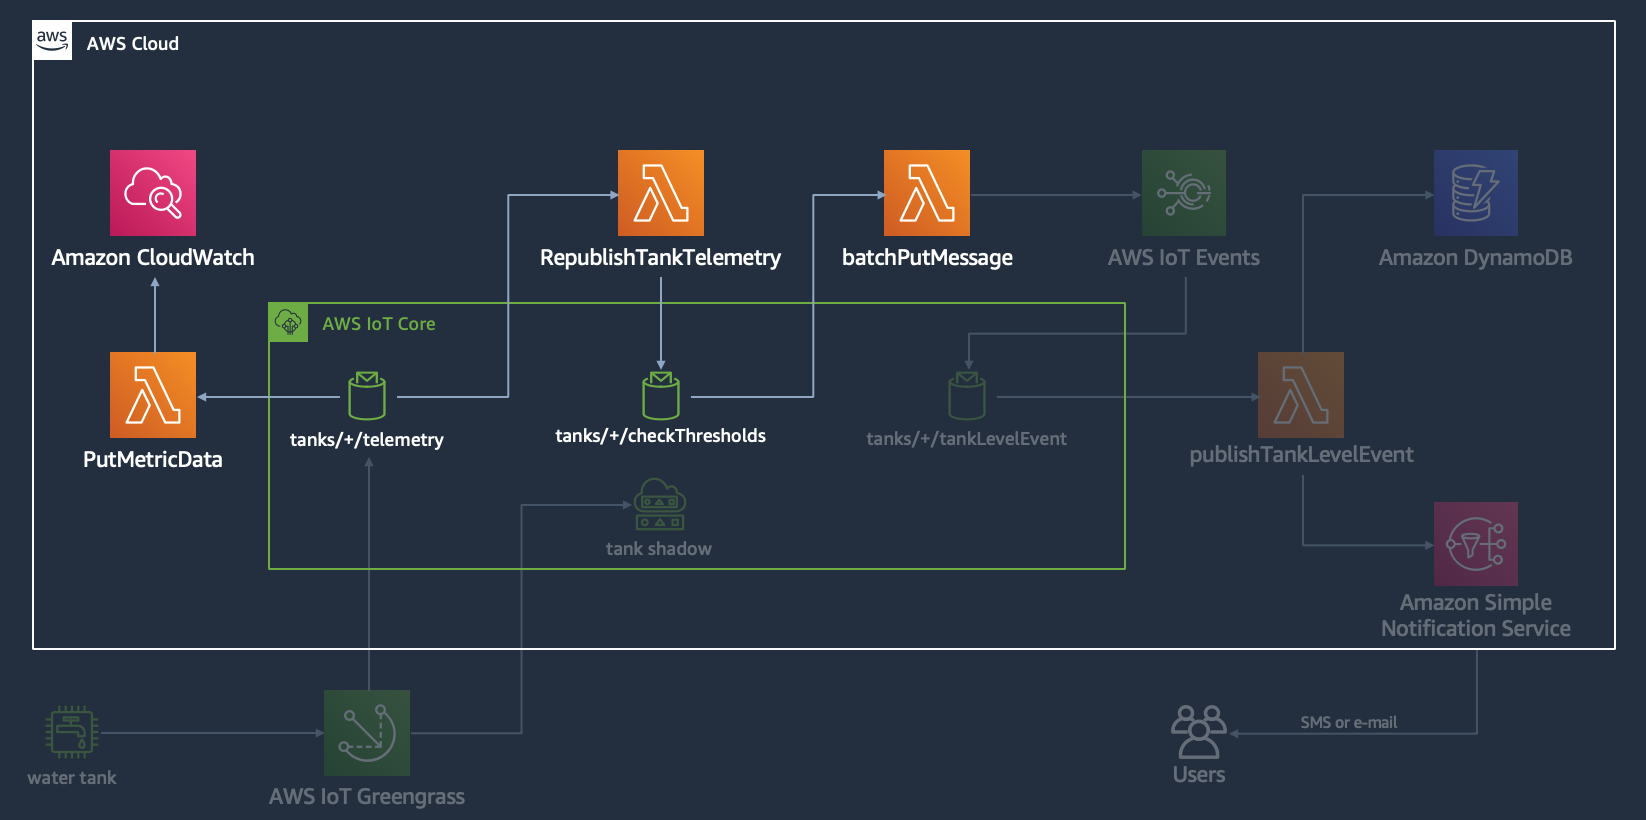 aws
AWS Cloud
Amazon CloudWatch
RepublishTankTelemetry
batchPutMessage
AWS IoT Events
Amazon DynamoDB
AWS IoT Core
PutMetricData
tanks/+/telemetry
tanks/+/checkThresholds
tanks/+/tankLevelEvent
publishTankLevelEvent
tank shadow
Amazon Simple
Notification Service
water tank
AWS IoT Greengrass
SMS or e-mail
Users